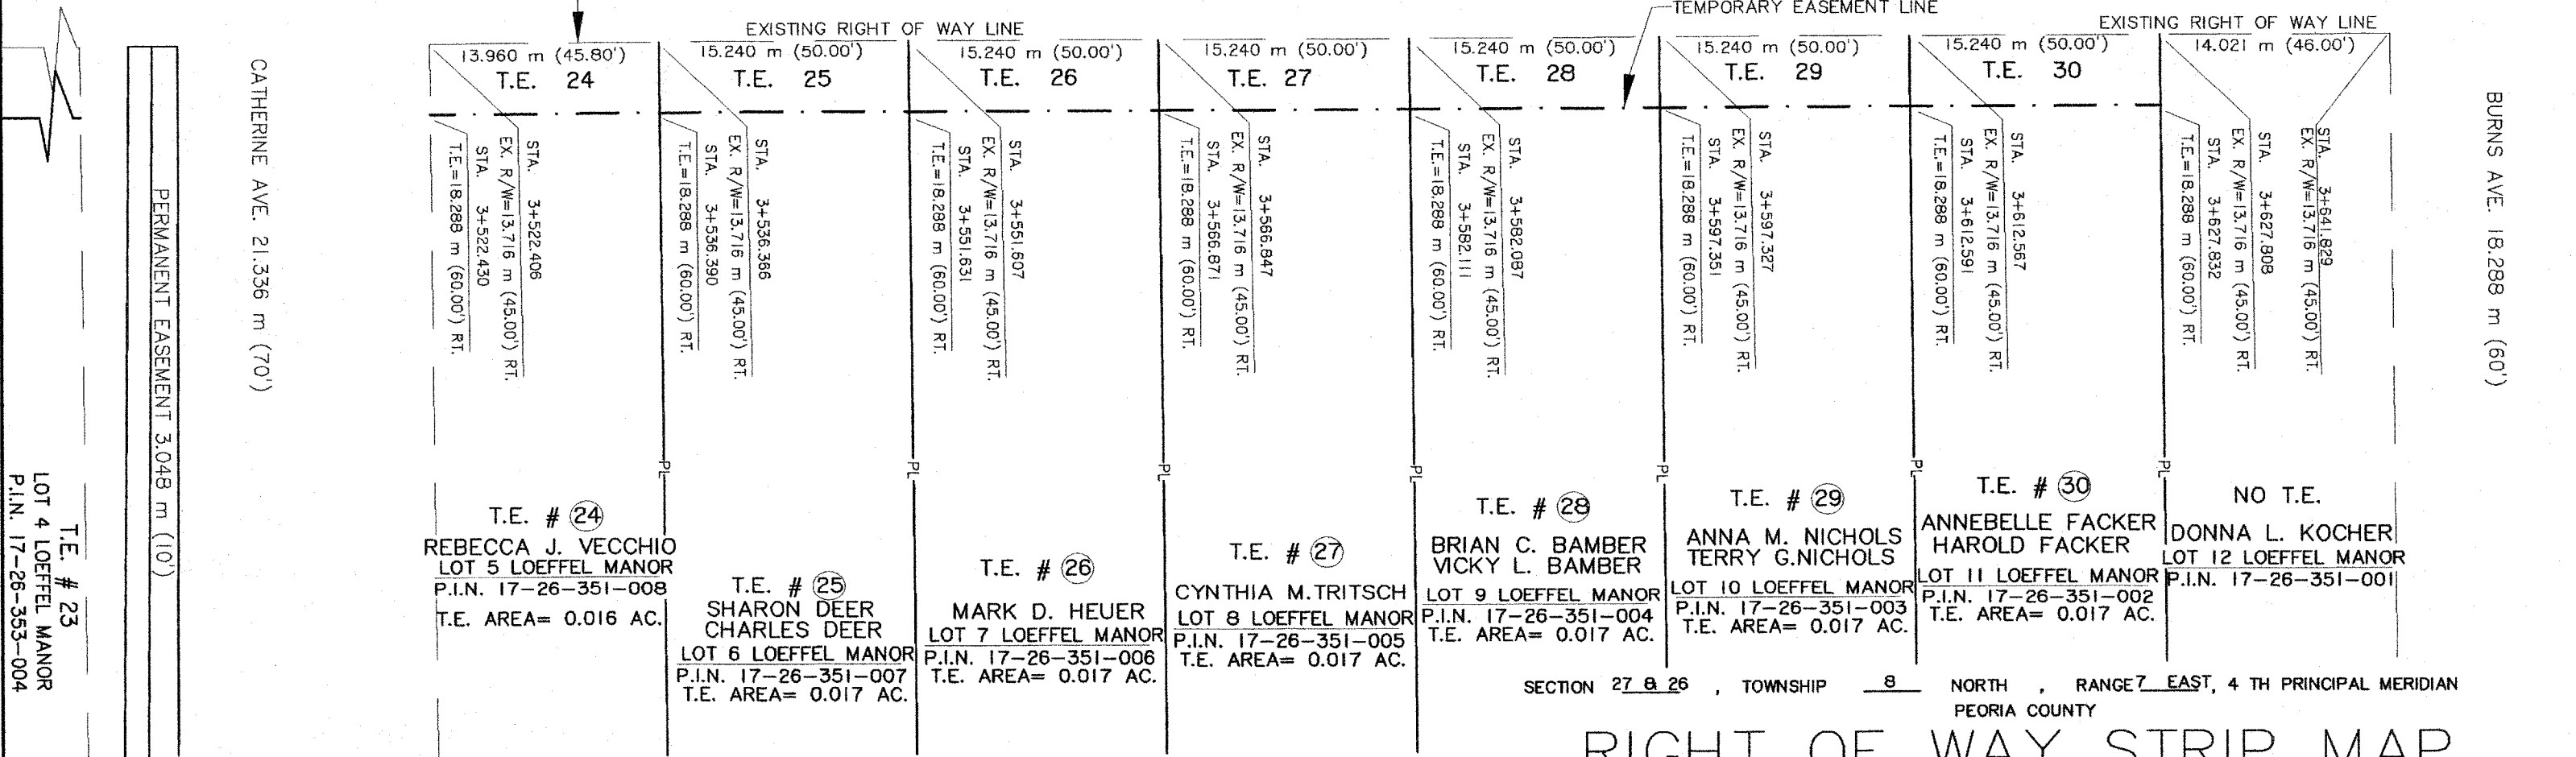 TEMPORARY EASEMENT LINE
EXISTING RIGHT OF WAY LINE
EXISTING RIGHT OF WAY LINE
13.960 m (45.80')
15.240 m (50.00')
15.240 m (50.00')
15.240 m (50.00')
15.240 m (50.00')
15.240 m (50.00')
15.240 m (50.00')
14.021 m (46.00')
T.E. 24
T.E. 25
T.E. 26
T.E. 27
T.E. 28
T.E. 29
T.E. 30
T.E. # 23
LOT 4 LOEFFEL MANOR
P.I.N. 17-26-353-004
PERMANENT EASEMENT 3.048 m (10')
CATHERINE AVE. 21.336 m (70')
STA. 3+522.406
EX. R/W=13.716 m (45.00') RT.
STA. 3+522.430
T.E.=18.288 m (60.00') RT.
STA. 3+536.366
EX. R/W=13.716 m (45.00') RT.
STA. 3+536.390
T.E.=18.288 m (60.00') RT.
STA. 3+551.607
EX. R/W=13.716 m (45.00') RT.
STA. 3+551.631
T.E.=18.288 m (60.00') RT.
STA. 3+566.847
EX. R/W=13.716 m (45.00') RT.
STA. 3+566.871
T.E.=18.288 m (60.00') RT.
STA. 3+582.087
EX. R/W=13.716 m (45.00') RT.
STA. 3+582.111
T.E.=18.288 m (60.00') RT.
STA. 3+597.327
EX. R/W=13.716 m (45.00') RT.
STA. 3+597.351
T.E.=18.288 m (60.00') RT.
STA. 3+612.567
EX. R/W=13.716 m (45.00') RT.
STA. 3+612.591
T.E.=18.288 m (60.00') RT.
STA. 3+641.829
EX. R/W=13.716 m (45.00') RT.
STA. 3+627.808
EX. R/W=13.716 m (45.00') RT.
STA. 3+627.832
T.E.=18.288 m (60.00') RT.
BURNS AVE. 18.288 m (60')
PL
PL
PL
PL
PL
PL
PL
T.E. # 24
REBECCA J. VECCHIO
LOT 5 LOEFFEL MANOR
P.I.N. 17-26-351-008
T.E. AREA= 0.016 AC.
T.E. # 25
SHARON DEER
CHARLES DEER
LOT 6 LOEFFEL MANOR
P.I.N. 17-26-351-007
T.E. AREA= 0.017 AC.
T.E. # 26
MARK D. HEUER
LOT 7 LOEFFEL MANOR
P.I.N. 17-26-351-006
T.E. AREA= 0.017 AC.
T.E. # 27
CYNTHIA M.TRITSCH
LOT 8 LOEFFEL MANOR
P.I.N. 17-26-351-005
T.E. AREA= 0.017 AC.
T.E. # 28
BRIAN C. BAMBER
VICKY L. BAMBER
LOT 9 LOEFFEL MANOR
P.I.N. 17-26-351-004
T.E. AREA= 0.017 AC.
T.E. # 29
ANNA M. NICHOLS
TERRY G.NICHOLS
LOT 10 LOEFFEL MANOR
P.I.N. 17-26-351-003
T.E. AREA= 0.017 AC.
T.E. # 30
ANNEBELLE FACKER
HAROLD FACKER
LOT 11 LOEFFEL MANOR
P.I.N. 17-26-351-002
T.E. AREA= 0.017 AC.
NO T.E.
DONNA L. KOCHER
LOT 12 LOEFFEL MANOR
P.I.N. 17-26-351-001
SECTION 27 & 26 , TOWNSHIP 8 NORTH , RANGE 7 EAST, 4 TH PRINCIPAL MERIDIAN
PEORIA COUNTY
RIGHT OF WAY STRIP MAP